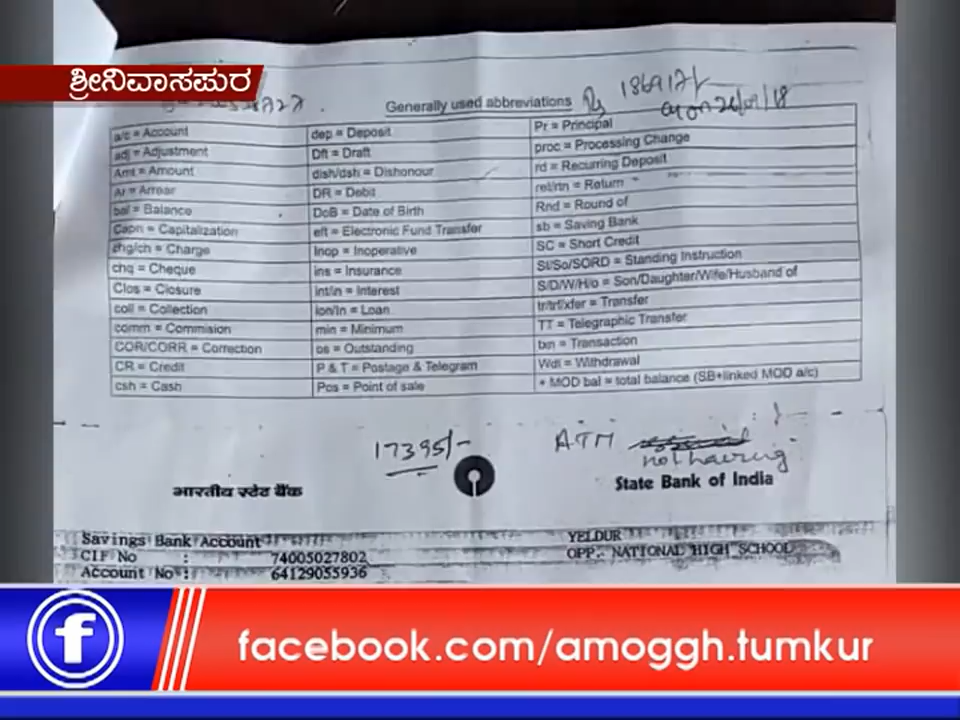 ಶ್ರೀನಿವಾಸಪುರ
Generally used abbreviations
186917/-
a/c = Account
adj = Adjustment
Amt = Amount
Ar = Arrear
bal = Balance
Capn = Capitalization
chg/ch = Charge
chq = Cheque
Clos = Closure
coll = Collection
comm = Commision
COR/CORR = Correction
CR = Credit
csh = Cash
dep = Deposit
Dft = Draft
dish/dsh = Dishonour
DR = Debit
DoB = Date of Birth
eft = Electronic Fund Transfer
Inop = Inoperative
ins = Insurance
int/in = Interest
lon/ln = Loan
min = Minimum
os = Outstanding
P & T = Postage & Telegram
Pos = Point of sale
Pr = Principal
proc = Processing Change
rd = Recurring Deposit
ret/rtn = Return
Rnd = Round of
sb = Saving Bank
SC = Short Credit
SI/So/SORD = Standing Instruction
S/D/W/H/o = Son/Daughter/Wife/Husband of
tr/trf/xfer = Transfer
TT = Telegraphic Transfer
txn = Transaction
Wdl = Withdrawal
+ MOD bal = total balance (SB+linked MOD a/c)
17395/-
ATM
not having
भारतीय स्टेट बैंक
State Bank of India
Savings Bank Account
CIF No : 74005027802
Account No : 64129055936
YELDUR
OPP. NATIONAL HIGH SCHOOL
facebook.com/amoggh.tumkur